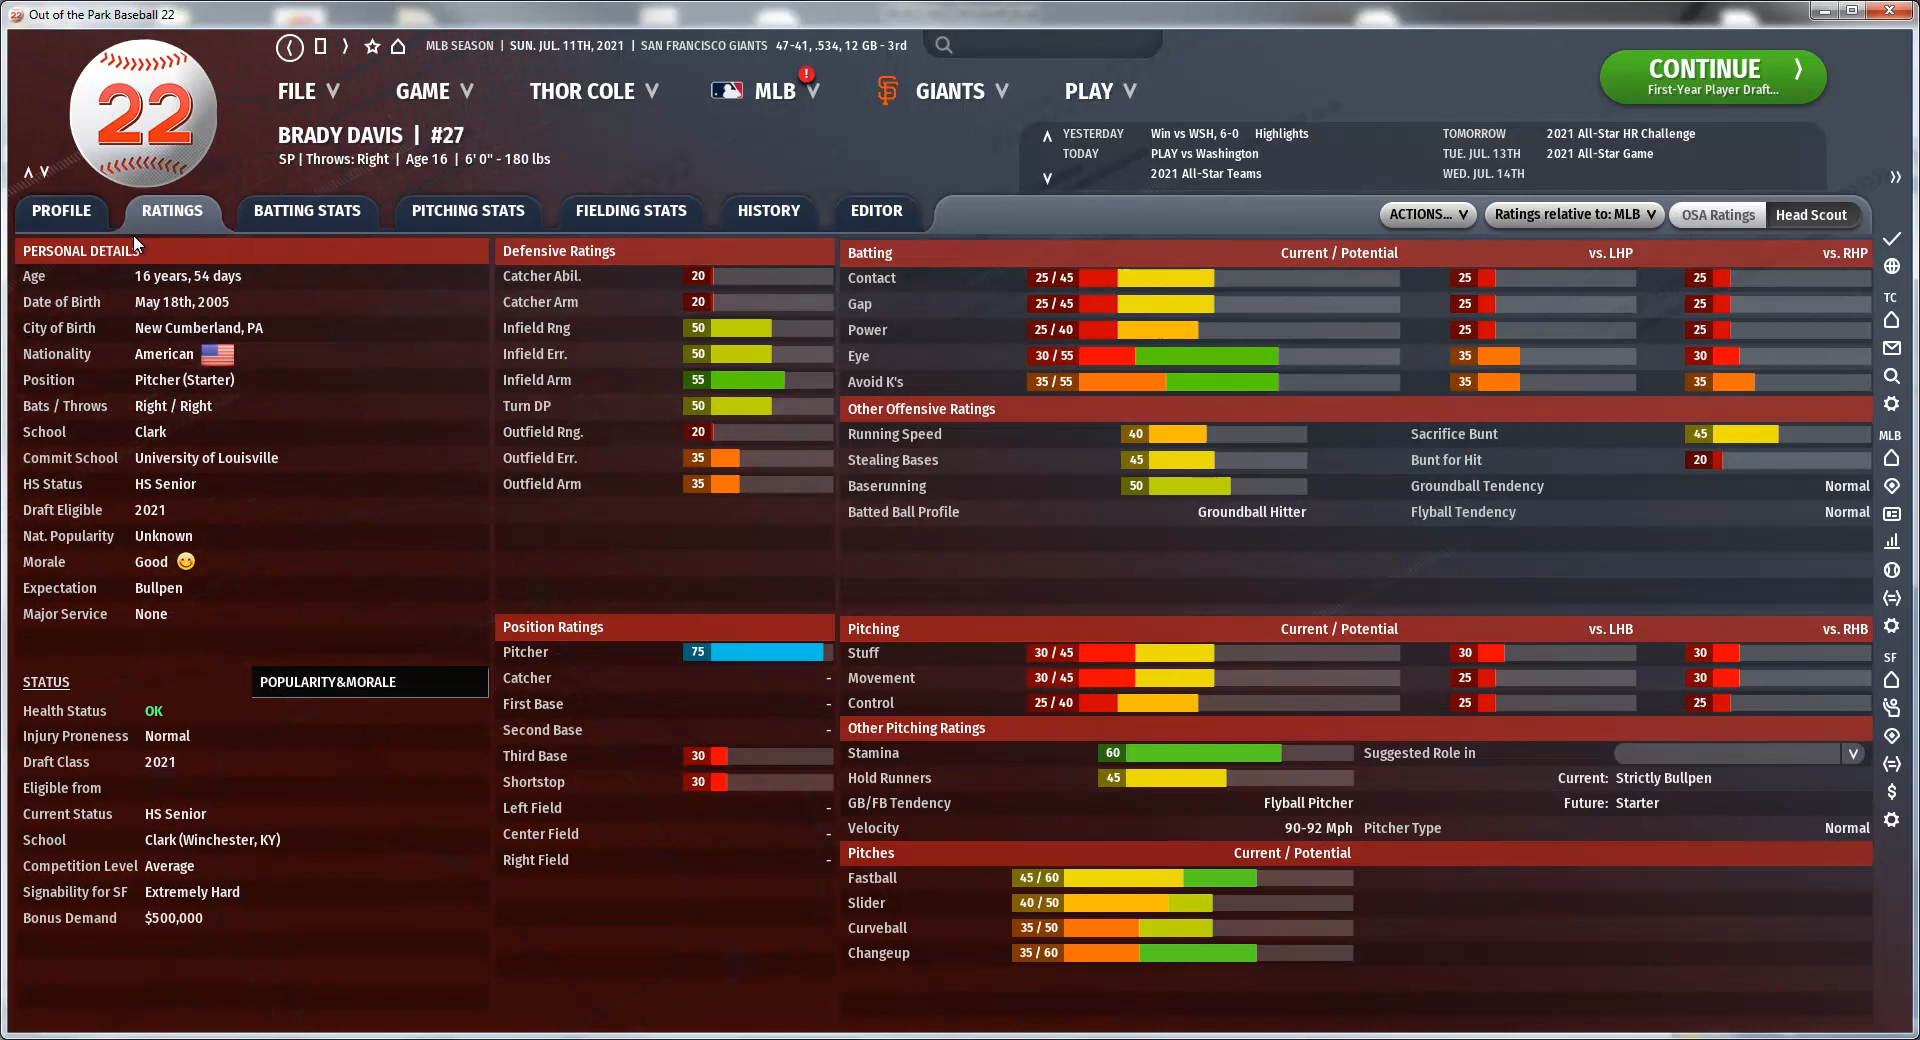 Out of the Park Baseball 22
MLB SEASON | SUN. JUL. 11TH, 2021 | SAN FRANCISCO GIANTS 47-41, .534, 12 GB - 3rd
22
FILE GAME THOR COLE MLB ! SF GIANTS PLAY
CONTINUE
First-Year Player Draft...
BRADY DAVIS | #27
SP | Throws: Right | Age 16 | 6' 0" - 180 lbs
YESTERDAY Win vs WSH, 6-0 Highlights TOMORROW 2021 All-Star HR Challenge
TODAY PLAY vs Washington TUE. JUL. 13TH 2021 All-Star Game
2021 All-Star Teams WED. JUL. 14TH
PROFILE RATINGS BATTING STATS PITCHING STATS FIELDING STATS HISTORY EDITOR
ACTIONS... Ratings relative to: MLB OSA Ratings Head Scout
PERSONAL DETAILS
Age 16 years, 54 days
Date of Birth May 18th, 2005
City of Birth New Cumberland, PA
Nationality American
Position Pitcher (Starter)
Bats / Throws Right / Right
School Clark
Commit School University of Louisville
HS Status HS Senior
Draft Eligible 2021
Nat. Popularity Unknown
Morale Good
Expectation Bullpen
Major Service None
STATUS POPULARITY&MORALE
Health Status OK
Injury Proneness Normal
Draft Class 2021
Eligible from
Current Status HS Senior
School Clark (Winchester, KY)
Competition Level Average
Signability for SF Extremely Hard
Bonus Demand $500,000
Defensive Ratings
Catcher Abil. 20
Catcher Arm 20
Infield Rng 50
Infield Err. 50
Infield Arm 55
Turn DP 50
Outfield Rng. 20
Outfield Err. 35
Outfield Arm 35
Position Ratings
Pitcher 75
Catcher -
First Base -
Second Base -
Third Base 30
Shortstop 30
Left Field -
Center Field -
Right Field -
Batting Current / Potential vs. LHP vs. RHP
Contact 25 / 45 25 25
Gap 25 / 45 25 25
Power 25 / 40 25 25
Eye 30 / 55 35 30
Avoid K's 35 / 55 35 35
Other Offensive Ratings
Running Speed 40 Sacrifice Bunt 45
Stealing Bases 45 Bunt for Hit 20
Baserunning 50 Groundball Tendency Normal
Batted Ball Profile Groundball Hitter Flyball Tendency Normal
Pitching Current / Potential vs. LHB vs. RHB
Stuff 30 / 45 30 30
Movement 30 / 45 25 30
Control 25 / 40 25 25
Other Pitching Ratings
Stamina 60 Suggested Role in
Hold Runners 45 Current: Strictly Bullpen
GB/FB Tendency Flyball Pitcher Future: Starter
Velocity 90-92 Mph Pitcher Type Normal
Pitches Current / Potential
Fastball 45 / 60
Slider 40 / 50
Curveball 35 / 50
Changeup 35 / 60
TC
MLB
SF
$